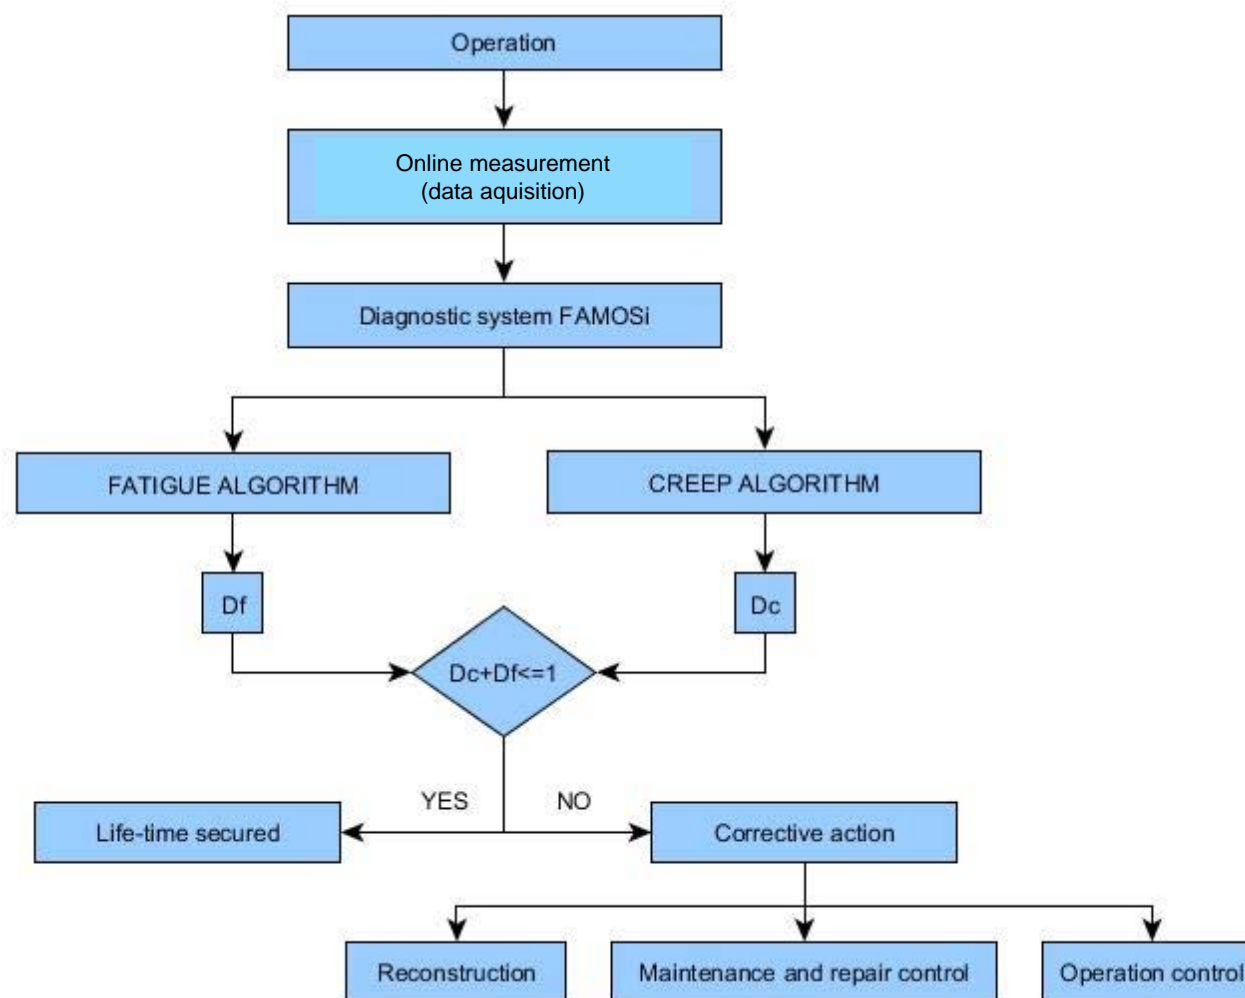 Operation
Online measurement
(data aquisition)
Diagnostic system FAMOSi
FATIGUE ALGORITHM
CREEP ALGORITHM
Df
Dc
Dc+Df<=1
YES
NO
Life-time secured
Corrective action
Reconstruction
Maintenance and repair control
Operation control